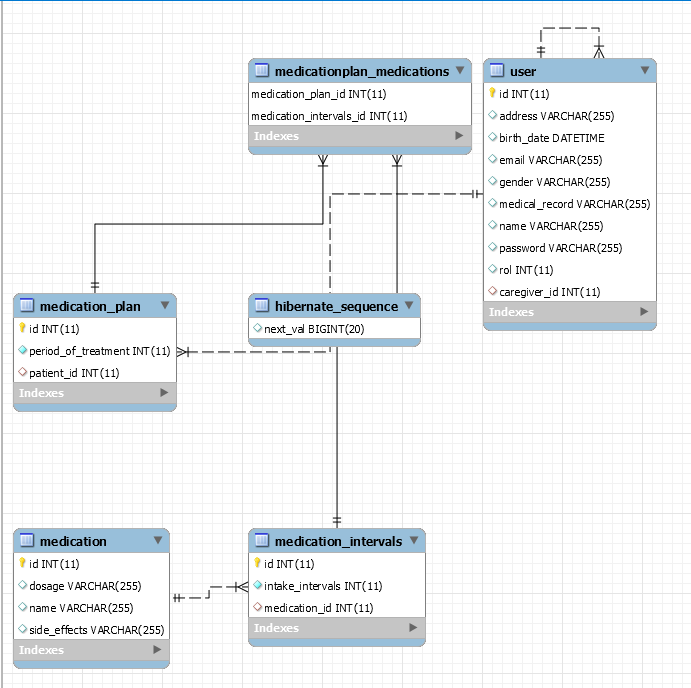 medicationplan_medications
medication_plan_id INT(11)
medication_intervals_id INT(11)
Indexes
user
id INT(11)
address VARCHAR(255)
birth_date DATETIME
email VARCHAR(255)
gender VARCHAR(255)
medical_record VARCHAR(255)
name VARCHAR(255)
password VARCHAR(255)
rol INT(11)
caregiver_id INT(11)
Indexes
medication_plan
id INT(11)
period_of_treatment INT(11)
patient_id INT(11)
Indexes
hibernate_sequence
next_val BIGINT(20)
medication
id INT(11)
dosage VARCHAR(255)
name VARCHAR(255)
side_effects VARCHAR(255)
Indexes
medication_intervals
id INT(11)
intake_intervals INT(11)
medication_id INT(11)
Indexes